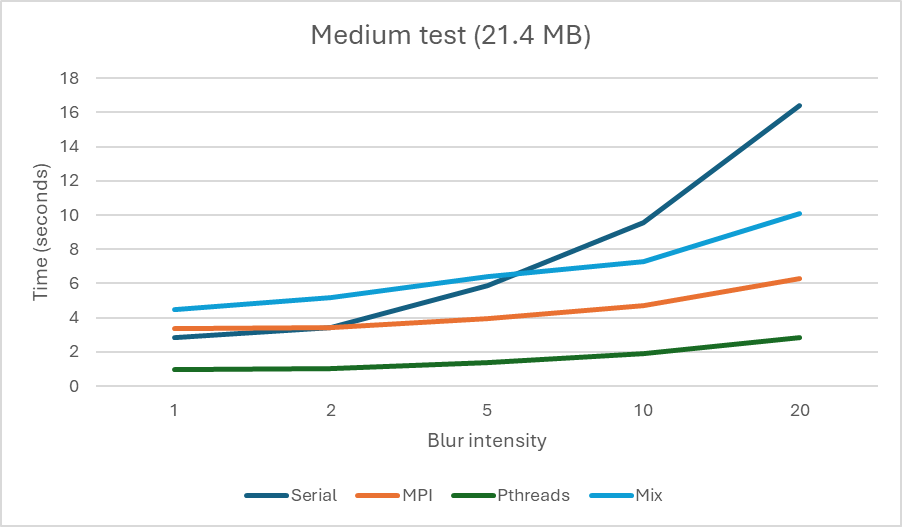 Medium test (21.4 MB)
18
16
14
12
10
8
6
4
2
0
Time (seconds)
1 2 5 10 20
Blur intensity
Serial MPI Pthreads Mix